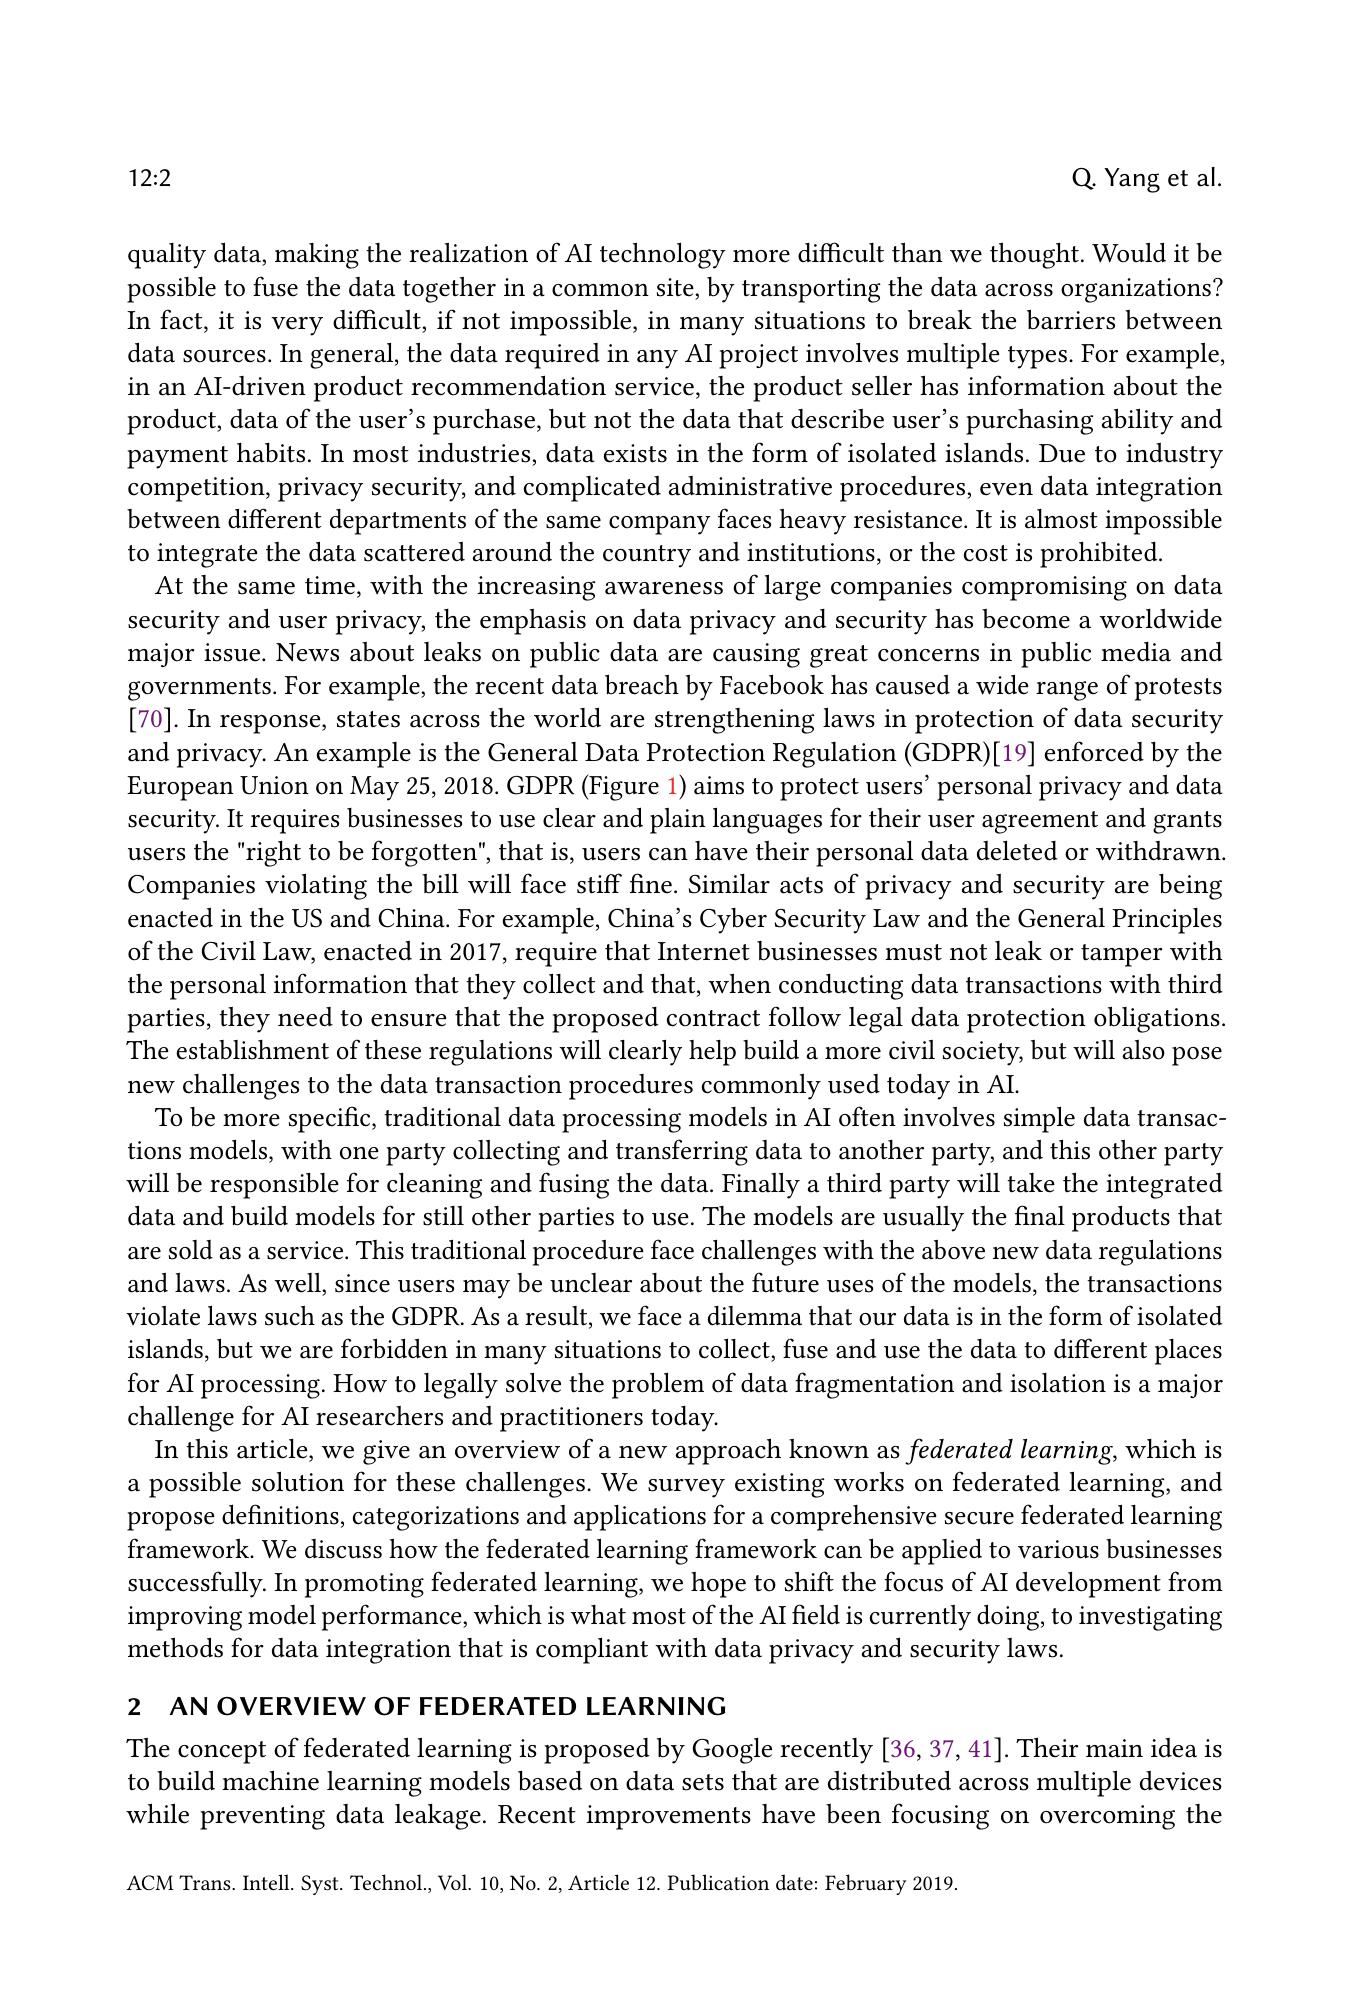 12:2
Q. Yang et al.
quality data, making the realization of AI technology more difficult than we thought. Would it be
possible to fuse the data together in a common site, by transporting the data across organizations?
In fact, it is very difficult, if not impossible, in many situations to break the barriers between
data sources. In general, the data required in any AI project involves multiple types. For example,
in an AI-driven product recommendation service, the product seller has information about the
product, data of the user's purchase, but not the data that describe user's purchasing ability and
payment habits. In most industries, data exists in the form of isolated islands. Due to industry
competition, privacy security, and complicated administrative procedures, even data integration
between different departments of the same company faces heavy resistance. It is almost impossible
to integrate the data scattered around the country and institutions, or the cost is prohibited.
At the same time, with the increasing awareness of large companies compromising on data
security and user privacy, the emphasis on data privacy and security has become a worldwide
major issue. News about leaks on public data are causing great concerns in public media and
governments. For example, the recent data breach by Facebook has caused a wide range of protests
[70]. In response, states across the world are strengthening laws in protection of data security
and privacy. An example is the General Data Protection Regulation (GDPR)[19] enforced by the
European Union on May 25, 2018. GDPR (Figure 1) aims to protect users' personal privacy and data
security. It requires businesses to use clear and plain languages for their user agreement and grants
users the "right to be forgotten", that is, users can have their personal data deleted or withdrawn.
Companies violating the bill will face stiff fine. Similar acts of privacy and security are being
enacted in the US and China. For example, China's Cyber Security Law and the General Principles
of the Civil Law, enacted in 2017, require that Internet businesses must not leak or tamper with
the personal information that they collect and that, when conducting data transactions with third
parties, they need to ensure that the proposed contract follow legal data protection obligations.
The establishment of these regulations will clearly help build a more civil society, but will also pose
new challenges to the data transaction procedures commonly used today in AI.
To be more specific, traditional data processing models in AI often involves simple data transac-
tions models, with one party collecting and transferring data to another party, and this other party
will be responsible for cleaning and fusing the data. Finally a third party will take the integrated
data and build models for still other parties to use. The models are usually the final products that
are sold as a service. This traditional procedure face challenges with the above new data regulations
and laws. As well, since users may be unclear about the future uses of the models, the transactions
violate laws such as the GDPR. As a result, we face a dilemma that our data is in the form of isolated
islands, but we are forbidden in many situations to collect, fuse and use the data to different places
for AI processing. How to legally solve the problem of data fragmentation and isolation is a major
challenge for AI researchers and practitioners today.
In this article, we give an overview of a new approach known as federated learning, which is
a possible solution for these challenges. We survey existing works on federated learning, and
propose definitions, categorizations and applications for a comprehensive secure federated learning
framework. We discuss how the federated learning framework can be applied to various businesses
successfully. In promoting federated learning, we hope to shift the focus of AI development from
improving model performance, which is what most of the AI field is currently doing, to investigating
methods for data integration that is compliant with data privacy and security laws.
2 AN OVERVIEW OF FEDERATED LEARNING
The concept of federated learning is proposed by Google recently [36, 37, 41]. Their main idea is
to build machine learning models based on data sets that are distributed across multiple devices
while preventing data leakage. Recent improvements have been focusing on overcoming the
ACM Trans. Intell. Syst. Technol., Vol. 10, No. 2, Article 12. Publication date: February 2019.